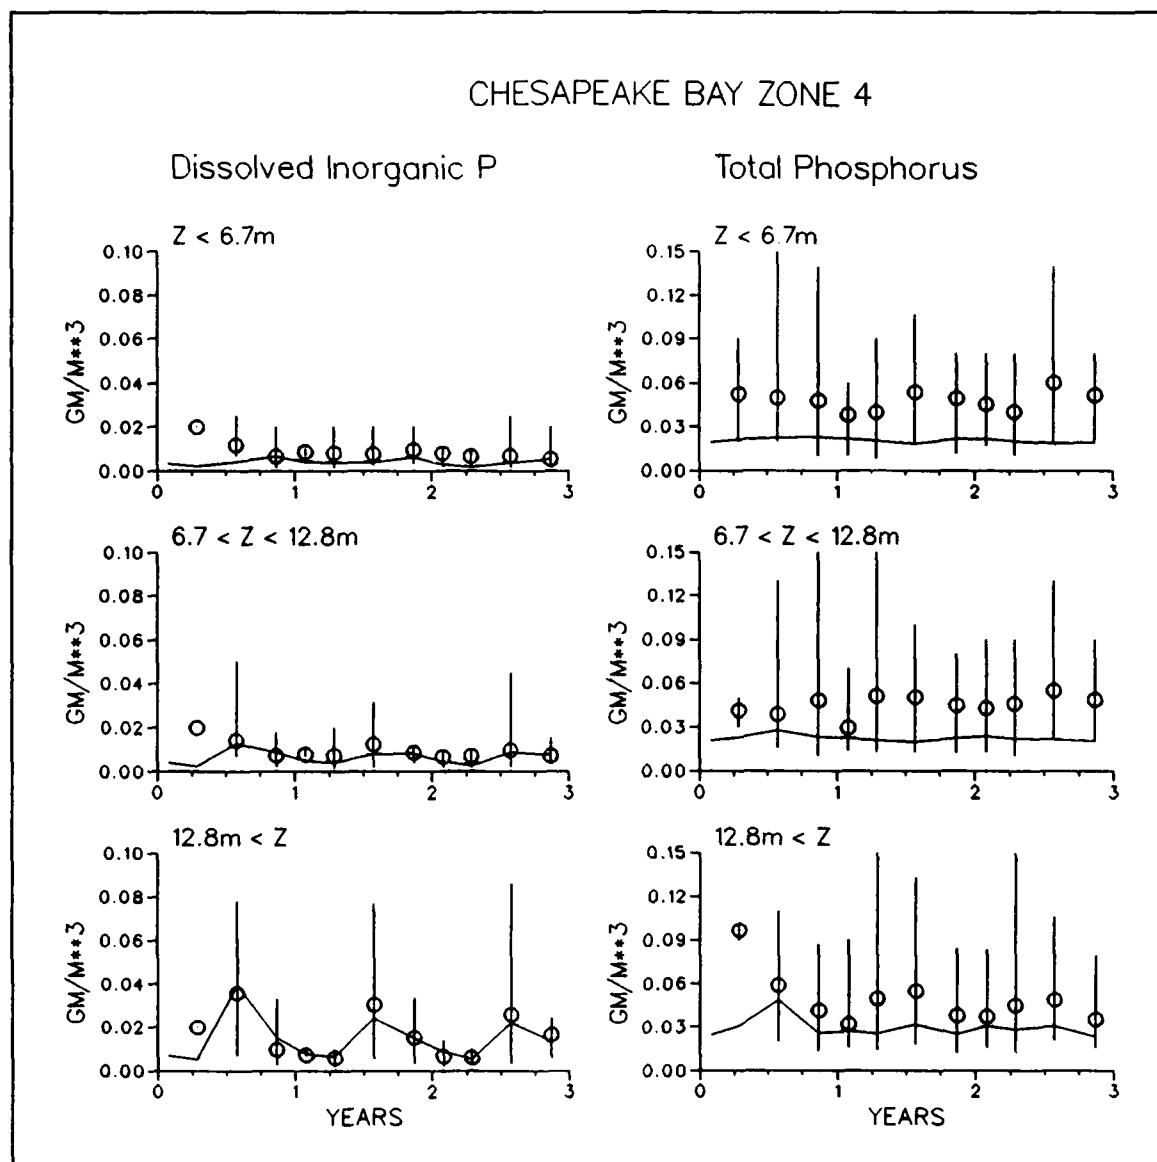 CHESAPEAKE BAY ZONE 4
Dissolved Inorganic P
Total Phosphorus
Z < 6.7m
0.10
0.08
0.06
0.04
0.02
0.00
GM/M**3
0 1 2 3
Z < 6.7m
0.15
0.12
0.09
0.06
0.03
0.00
GM/M**3
0 1 2 3
6.7 < Z < 12.8m
0.10
0.08
0.06
0.04
0.02
0.00
GM/M**3
0 1 2 3
6.7 < Z < 12.8m
0.15
0.12
0.09
0.06
0.03
0.00
GM/M**3
0 1 2 3
12.8m < Z
0.10
0.08
0.06
0.04
0.02
0.00
GM/M**3
0 1 2 3
YEARS
12.8m < Z
0.15
0.12
0.09
0.06
0.03
0.00
GM/M**3
0 1 2 3
YEARS